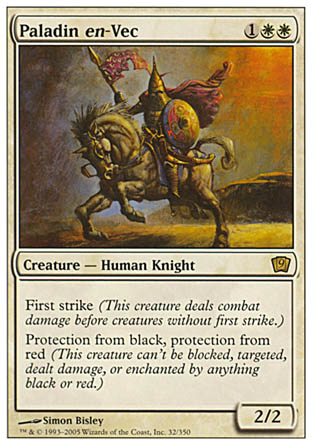 Paladin en-Vec 1
Creature — Human Knight 9
First strike (This creature deals combat
damage before creatures without first strike.)
Protection from black, protection from
red (This creature can't be blocked, targeted,
dealt damage, or enchanted by anything
black or red.)
Simon Bisley
™ & © 1993–2005 Wizards of the Coast, Inc. 32/350
2/2